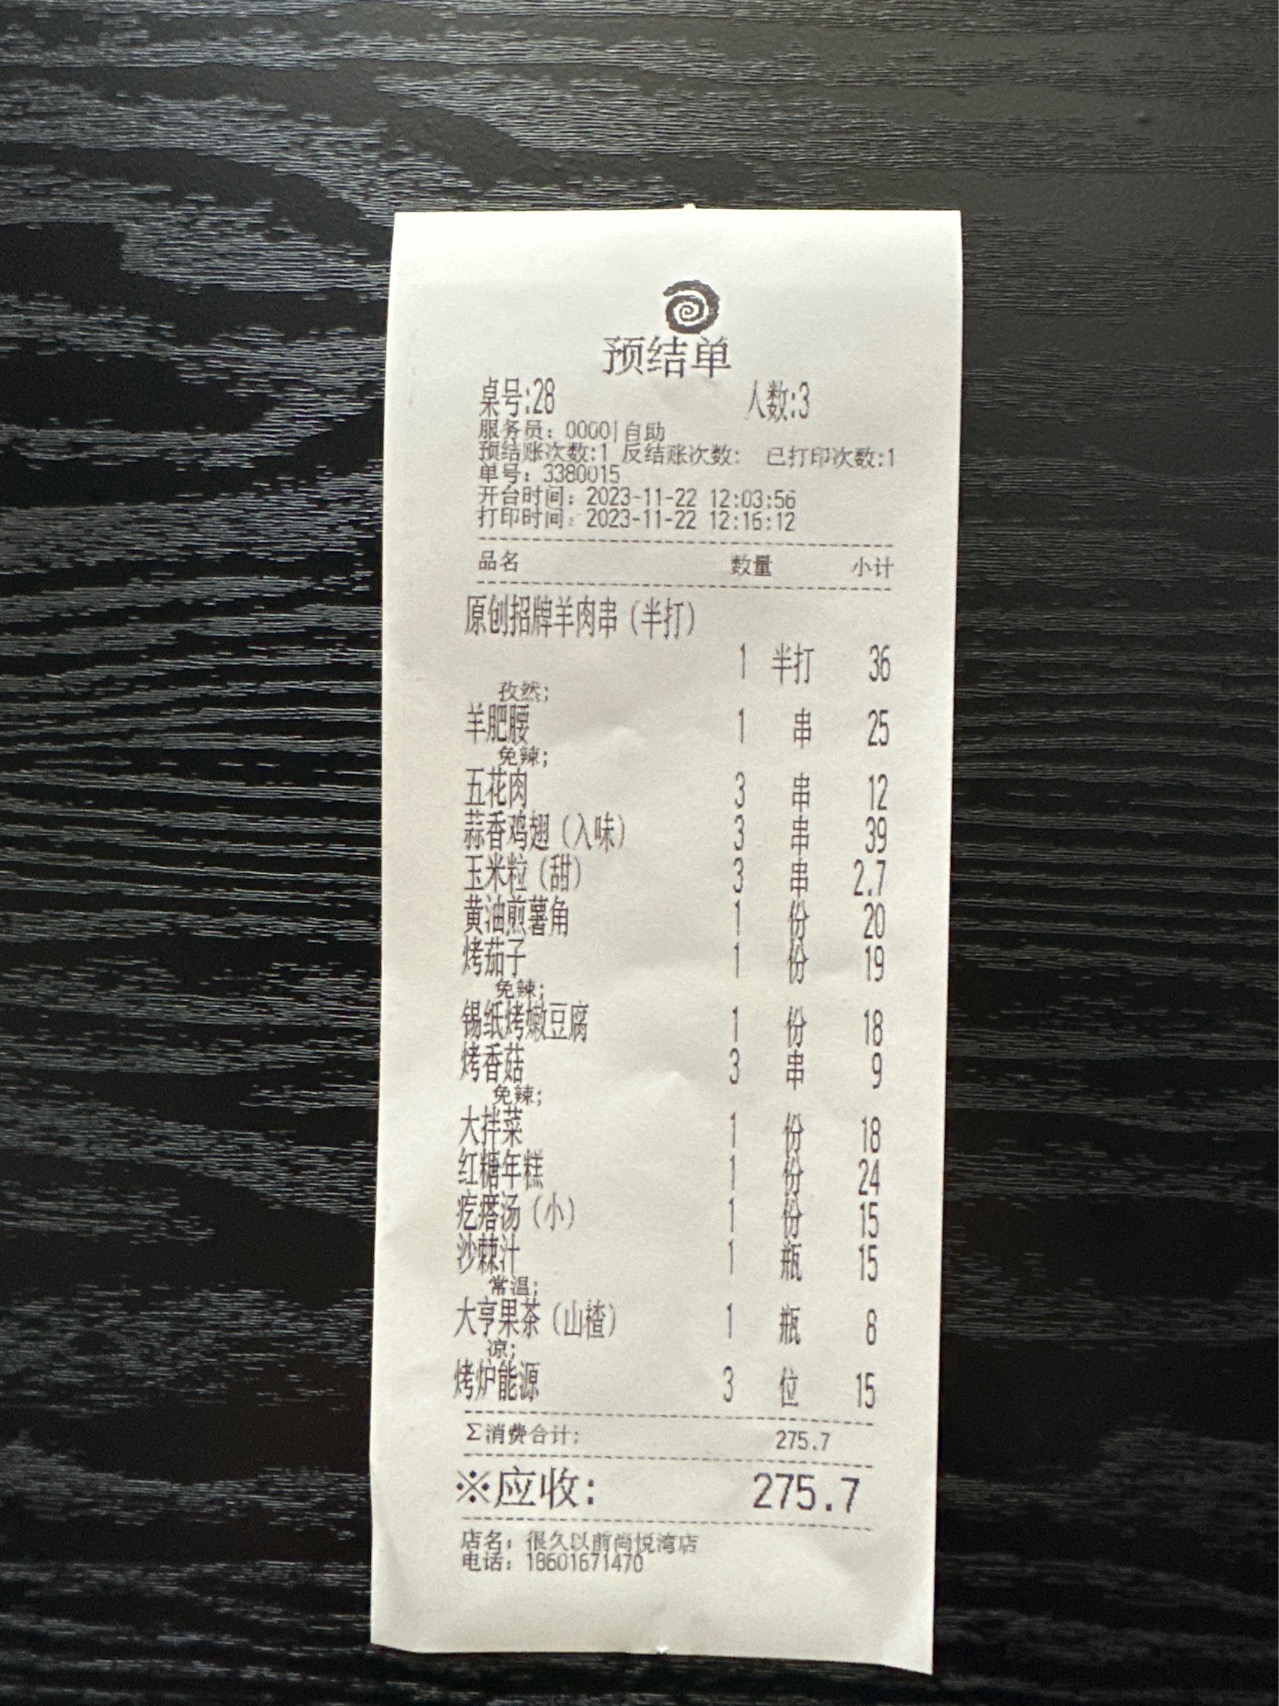 预结单
桌号:28 人数:3
服务员: 0000|自助
预结账次数:1 反结账次数: 已打印次数:1
单号: 3380015
开台时间: 2023-11-22 12:03:56
打印时间: 2023-11-22 12:16:12
品名 数量 小计
原创招牌羊肉串(半打)
1 半打 36
孜然;
羊肥腰 1 串 25
免辣;
五花肉 3 串 12
蒜香鸡翅(入味) 3 串 39
玉米粒(甜) 3 串 2.7
黄油煎薯角 1 份 20
烤茄子 1 份 19
免辣;
锡纸烤嫩豆腐 1 份 18
烤香菇 3 串 9
免辣;
大拌菜 1 份 18
红糖年糕 1 份 24
疙瘩汤(小) 1 份 15
沙棘汁 1 瓶 15
常温;
大亨果茶(山楂) 1 瓶 8
凉;
烤炉能源 3 位 15
Σ消费合计: 275.7
※应收: 275.7
店名: 很久以前尚悦湾店
电话: 18601671470